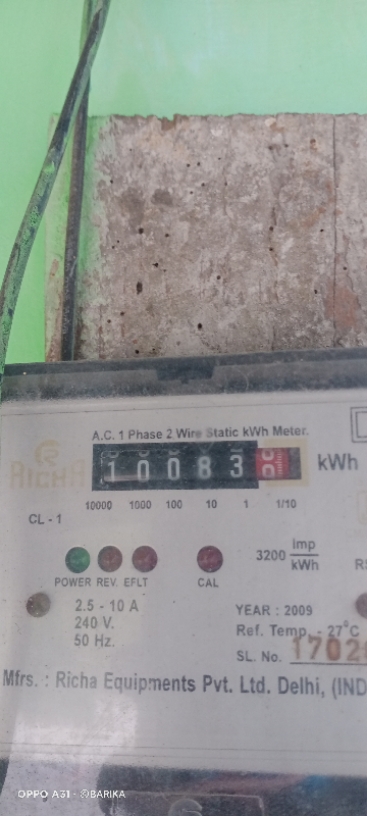 A.C. 1 Phase 2 Wire Static kWh Meter.
RICHA
10083 0 kWh
10000 1000 100 10 1 1/10
CL - 1
3200 imp/kWh
POWER REV. EFLT CAL
2.5 - 10 A
240 V.
50 Hz.
YEAR : 2009
Ref. Temp. - 27°C
SL. No. 1702
Mfrs. : Richa Equipments Pvt. Ltd. Delhi, (IND
OPPO A31 · ©BARIKA